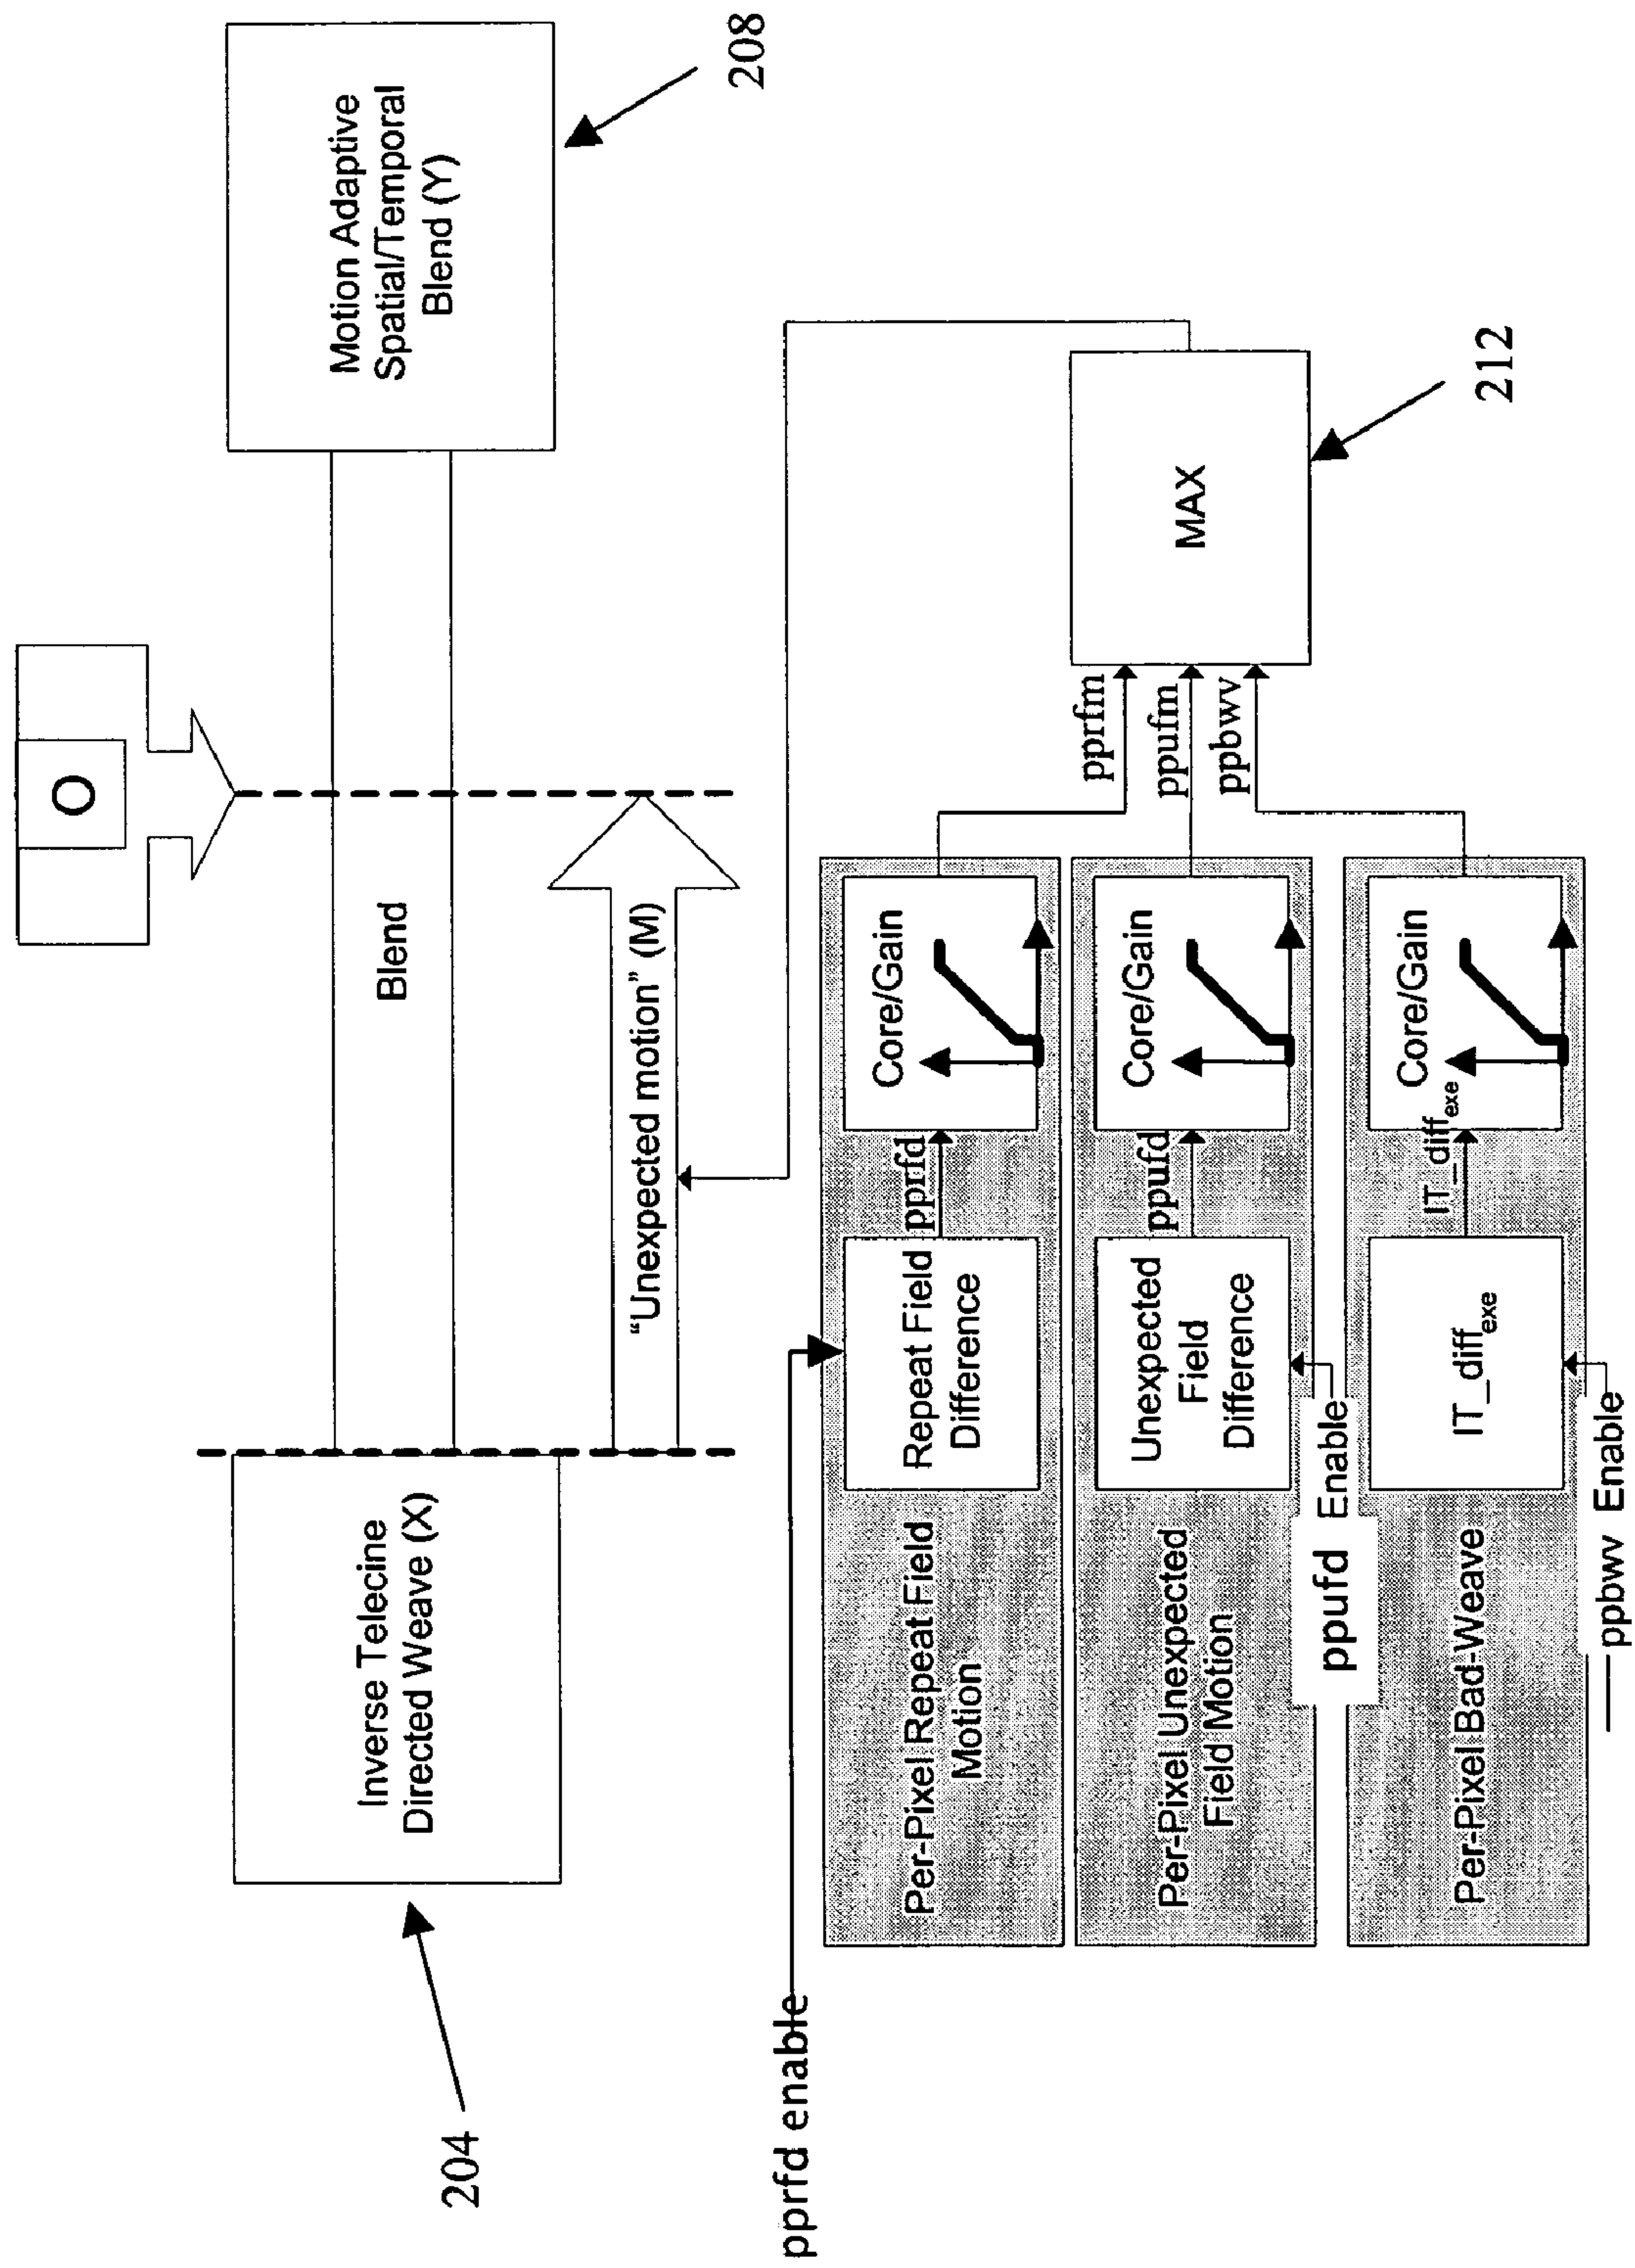 O
Inverse Telecine
Directed Weave (X)
Blend
Motion Adaptive
Spatial/Temporal
Blend (Y)
204
208
"Unexpected motion" (M)
pprfd enable
Per-Pixel Repeat Field
Motion
Repeat Field
Difference
pprfd
Core/Gain
pprfm
Per-Pixel Unexpected
Field Motion
Unexpected
Field
Difference
ppufd
Core/Gain
ppufm
MAX
212
ppufd Enable
Per-Pixel Bad-Weave
IT_diffexe
IT_diffexe
Core/Gain
ppbwv
ppbwv Enable